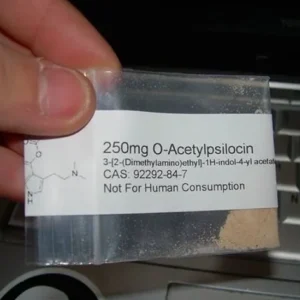 250mg O-Acetylpsilocin
3-[2-(Dimethylamino)ethyl]-1H-indol-4-yl acetat
CAS: 92292-84-7
Not For Human Consumption